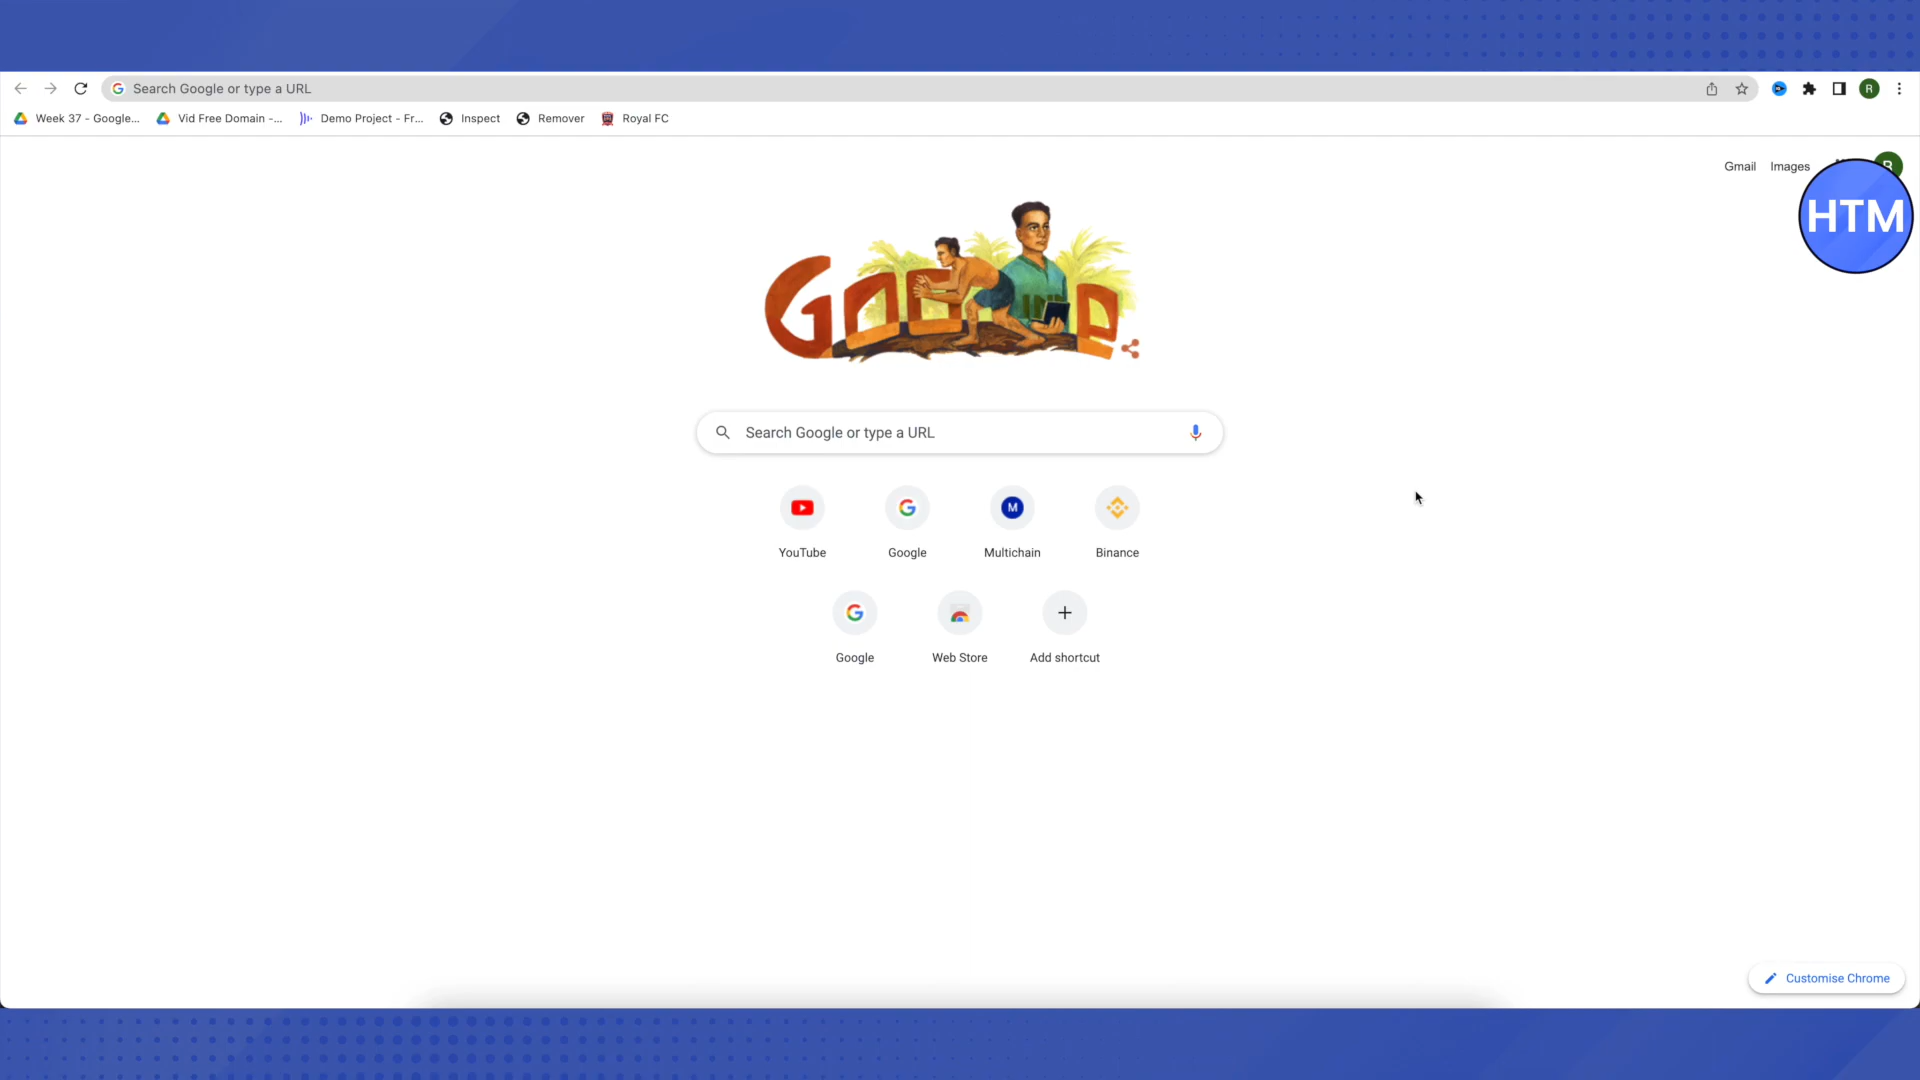 Search Google or type a URL
R
Week 37 - Google...
Vid Free Domain -...
Demo Project - Fr...
Inspect
Remover
Royal FC
Gmail
Images
HTM
Google
Search Google or type a URL
M
YouTube
Google
Multichain
Binance
Google
Web Store
Add shortcut
Customise Chrome